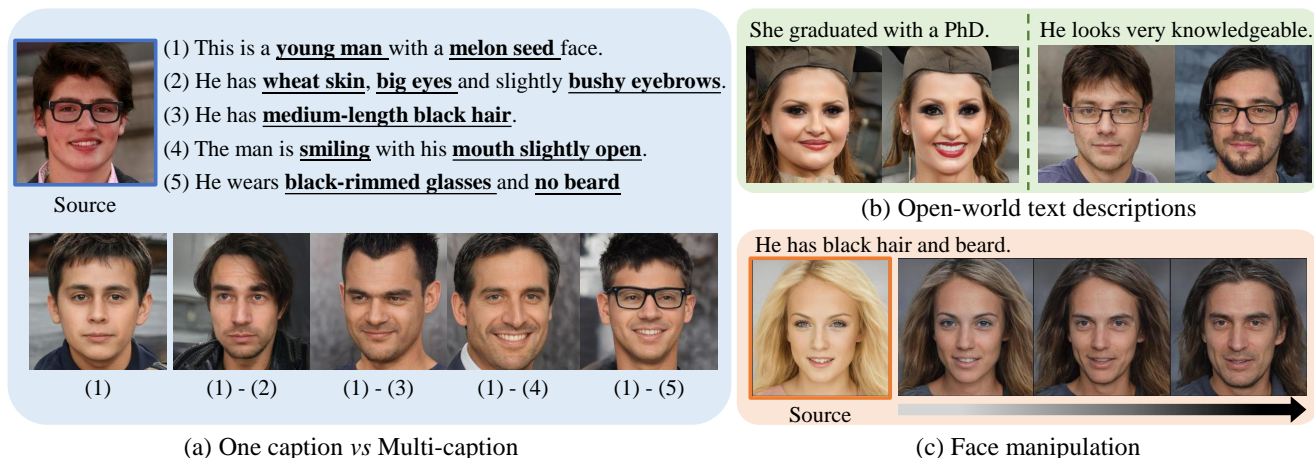 (1) This is a young man with a melon seed face.
(2) He has wheat skin, big eyes and slightly bushy eyebrows.
(3) He has medium-length black hair.
(4) The man is smiling with his mouth slightly open.
(5) He wears black-rimmed glasses and no beard
Source
(1)
(1) - (2)
(1) - (3)
(1) - (4)
(1) - (5)
(a) One caption vs Multi-caption
She graduated with a PhD.
He looks very knowledgeable.
(b) Open-world text descriptions
He has black hair and beard.
Source
(c) Face manipulation